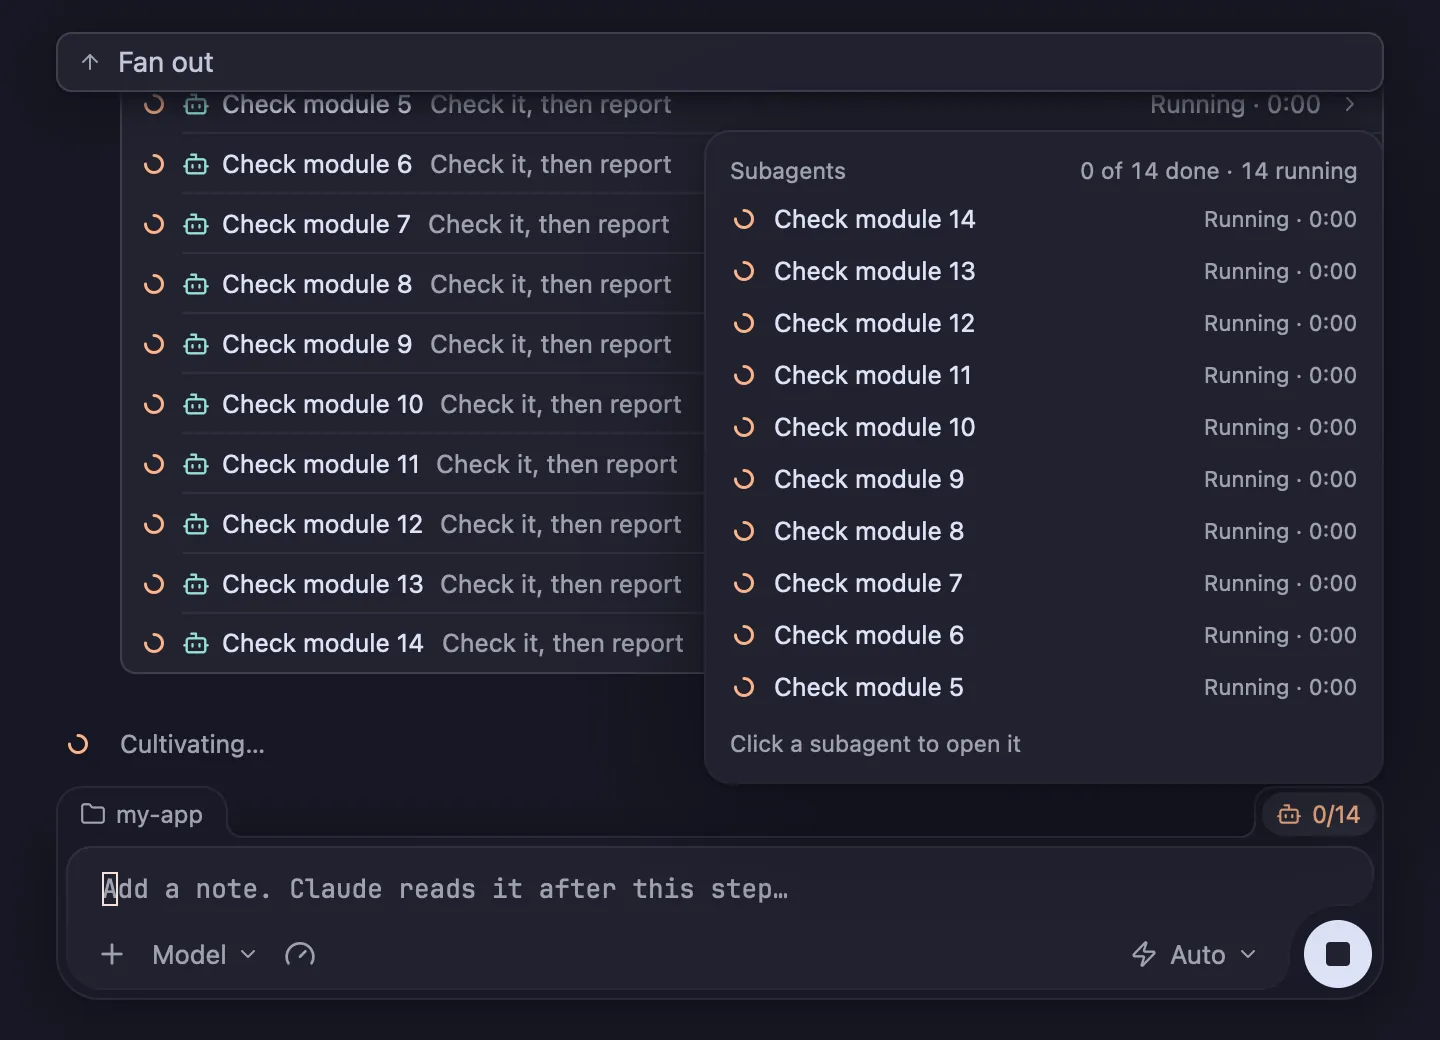 Fan out
Check module 5 Check it, then report Running · 0:00
Check module 6 Check it, then report
Check module 7 Check it, then report
Check module 8 Check it, then report
Check module 9 Check it, then report
Check module 10 Check it, then report
Check module 11 Check it, then report
Check module 12 Check it, then report
Check module 13 Check it, then report
Check module 14 Check it, then report
Subagents 0 of 14 done · 14 running
Check module 14 Running · 0:00
Check module 13 Running · 0:00
Check module 12 Running · 0:00
Check module 11 Running · 0:00
Check module 10 Running · 0:00
Check module 9 Running · 0:00
Check module 8 Running · 0:00
Check module 7 Running · 0:00
Check module 6 Running · 0:00
Check module 5 Running · 0:00
Click a subagent to open it
Cultivating...
my-app 0/14
Add a note. Claude reads it after this step…
Model Auto